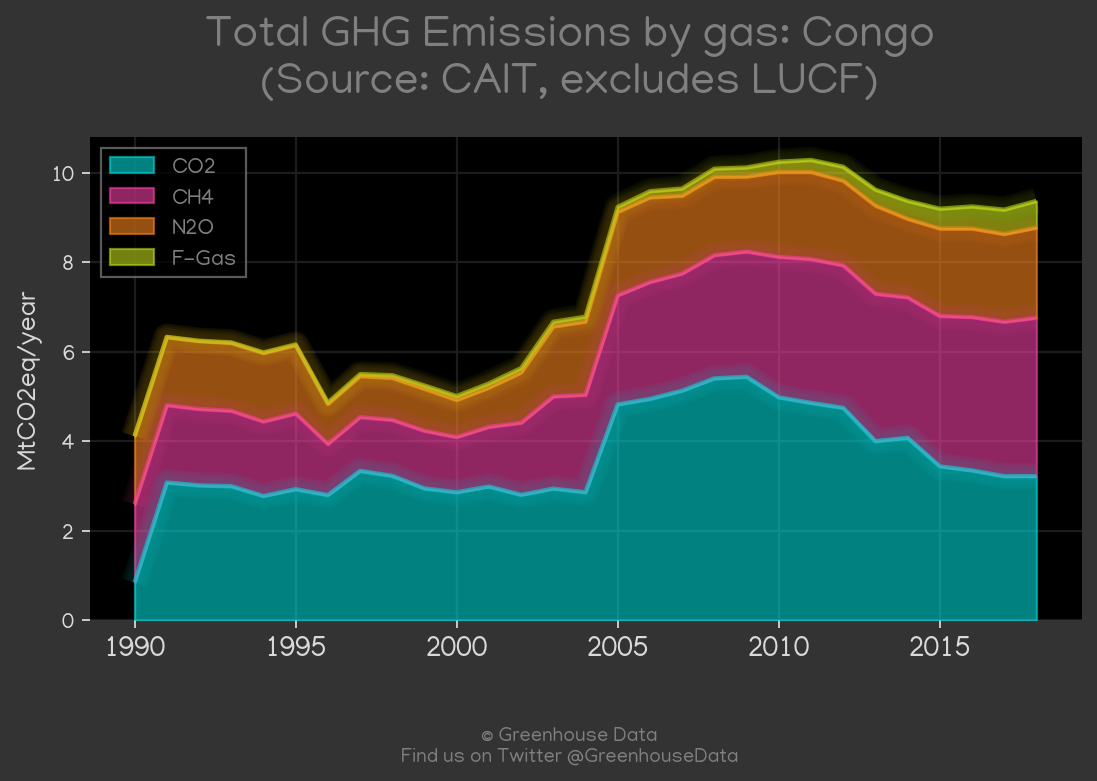 Total GHG Emissions by gas: Congo
(Source: CAIT, excludes LUCF)
CO2
CH4
N2O
F-Gas
MtCO2eq/year
10
8
6
4
2
0
1990 1995 2000 2005 2010 2015
© Greenhouse Data
Find us on Twitter @GreenhouseData